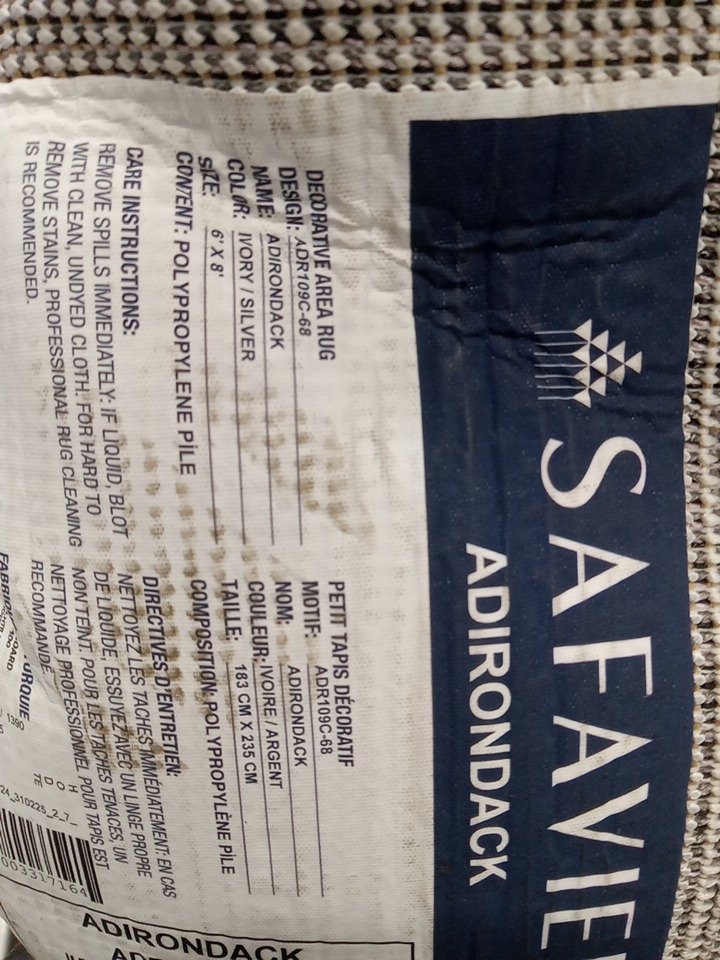 SAFAVIE
ADIRONDACK
DECORATIVE AREA RUG
DESIGN: ADR109C-68
NAME: ADIRONDACK
COLOR: IVORY / SILVER
SIZE: 6' X 8'
CONTENT: POLYPROPYLENE PILE
CARE INSTRUCTIONS:
REMOVE SPILLS IMMEDIATELY: IF LIQUID, BLOT
WITH CLEAN, UNDYED CLOTH. FOR HARD TO
REMOVE STAINS, PROFESSIONAL RUG CLEANING
IS RECOMMENDED.
PETIT TAPIS DÉCORATIF
MOTIF: ADR109C-68
NOM: ADIRONDACK
COULEUR: IVOIRE / ARGENT
TAILLE: 183 CM X 235 CM
COMPOSITION: POLYPROPYLÈNE PILE
DIRECTIVES D'ENTRETIEN:
NETTOYEZ LES TACHES IMMÉDIATEMENT: EN CAS
DE LIQUIDE, ESSUYEZ AVEC UN LINGE PROPRE
NON TEINT. POUR LES TACHES TENACES, UN
NETTOYAGE PROFESSIONNEL POUR TAPIS EST
RECOMMANDÉ.
URQUIE
1390
24_310225_2_7_
ADIRONDACK